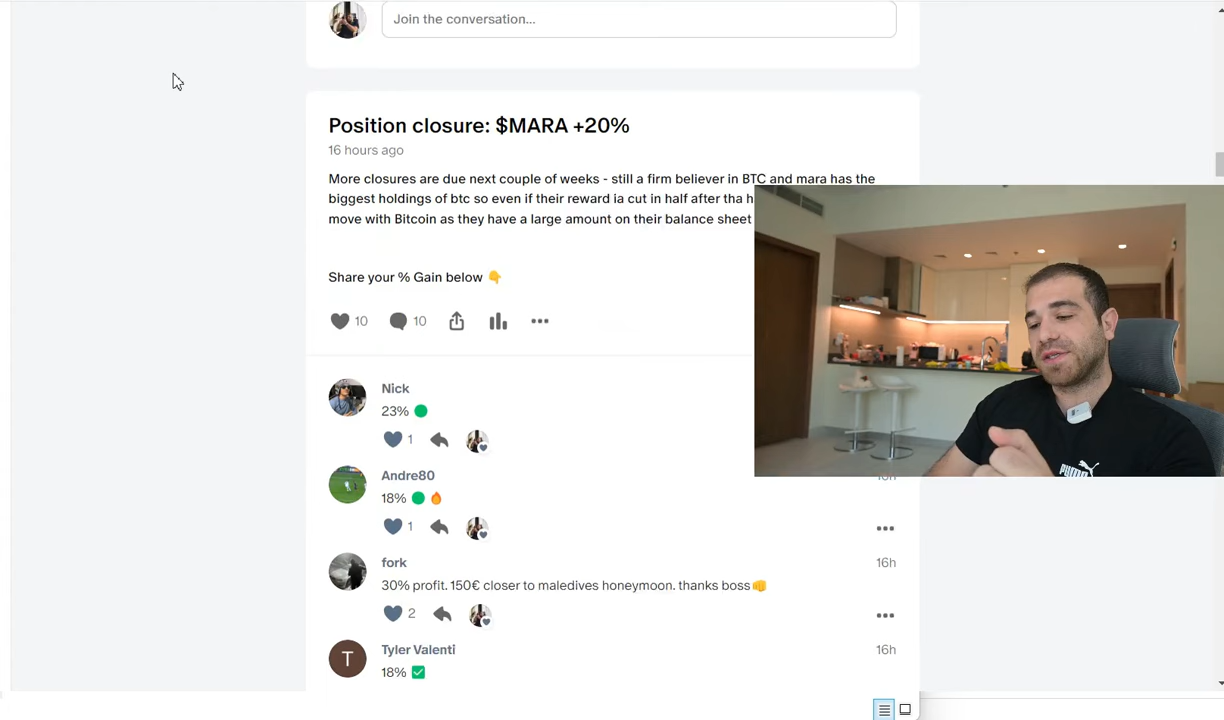 Join the conversation...
Position closure: $MARA +20%
16 hours ago
More closures are due next couple of weeks - still a firm believer in BTC and mara has the
biggest holdings of btc so even if their reward ia cut in half after tha h
move with Bitcoin as they have a large amount on their balance sheet
Share your % Gain below 👇
10 10
Nick
23% 🟢
1
Andre80
18% 🟢 🔥
1
fork 16h
30% profit. 150€ closer to maledives honeymoon. thanks boss👊
2
Tyler Valenti 16h
T
18% ✅
PUMA